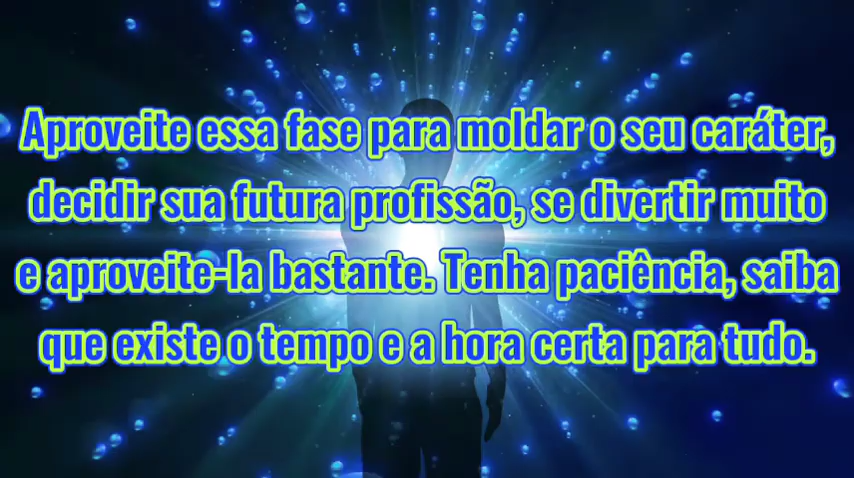 Aproveite essa fase para moldar o seu caráter,
decidir sua futura profissão, se divertir muito
e aproveite-la bastante. Tenha paciência, saiba
que existe o tempo e a hora certa para tudo.